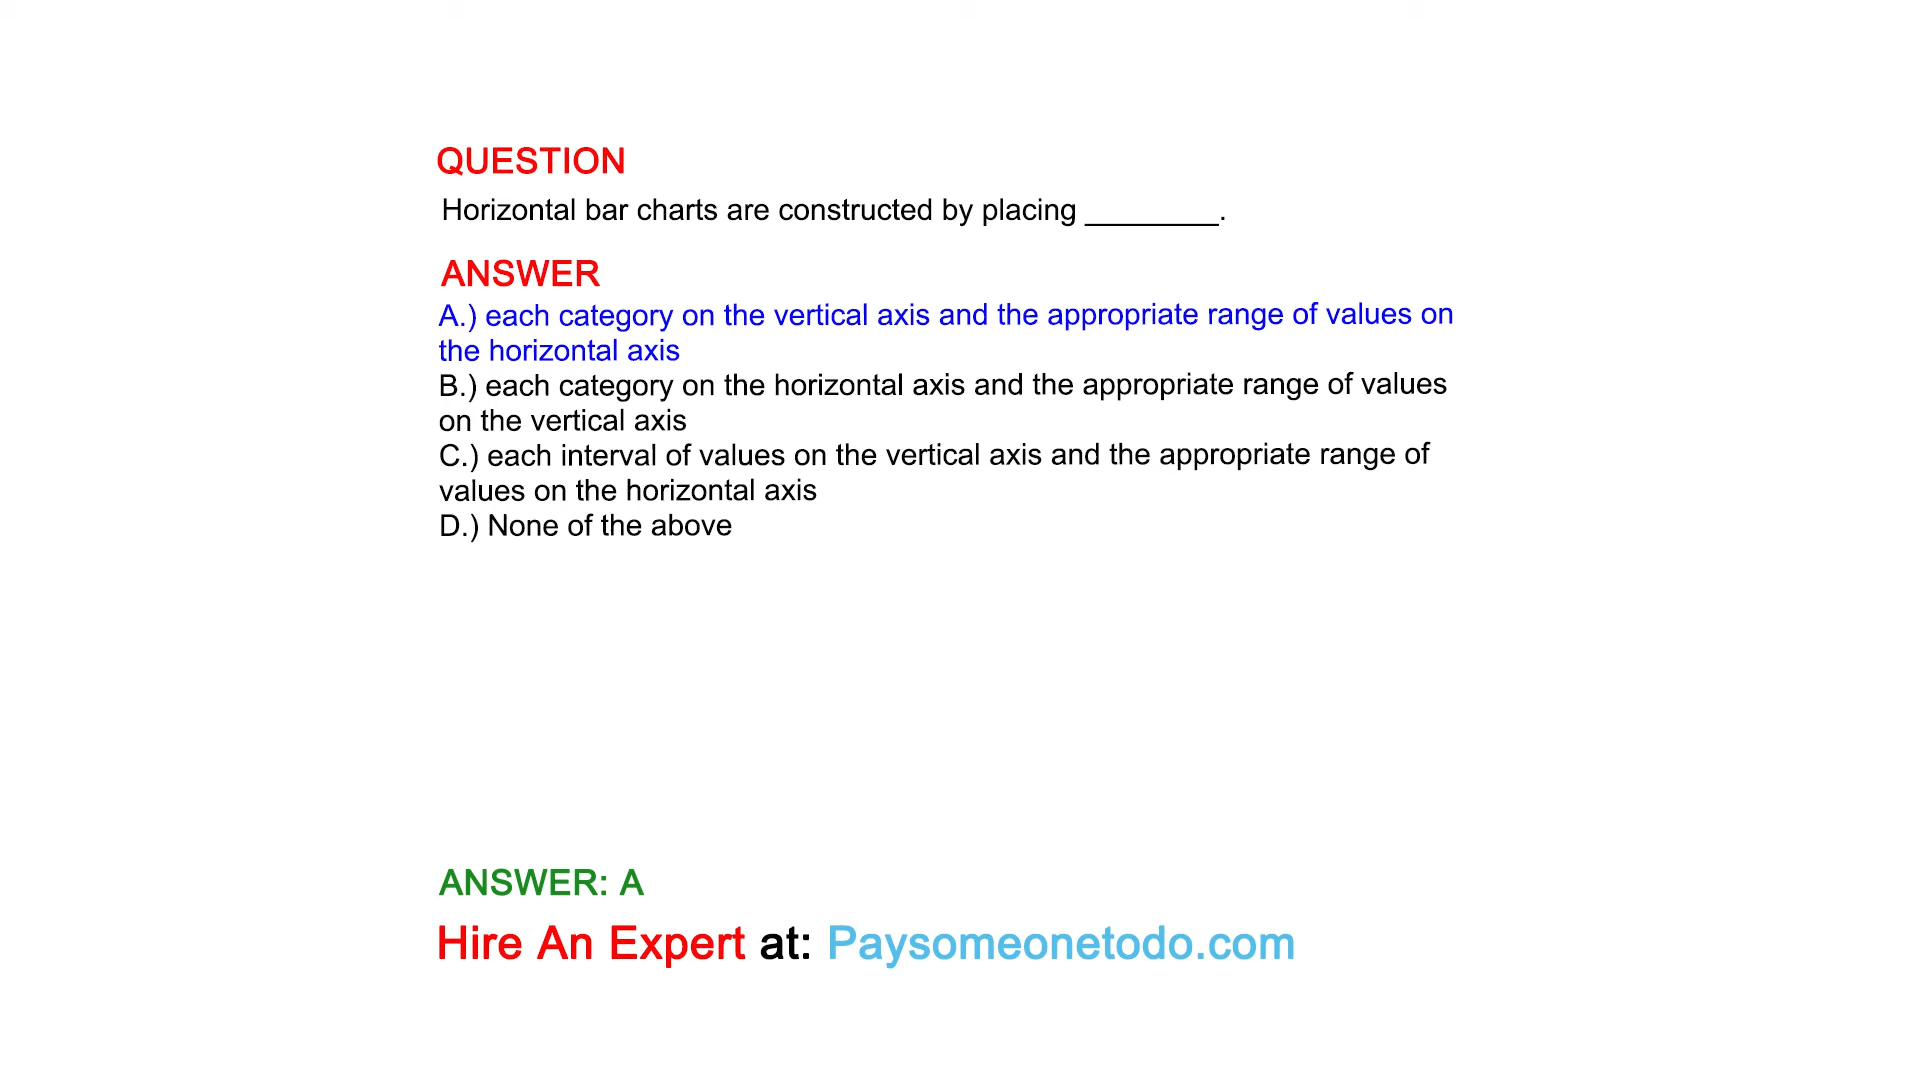 QUESTION
Horizontal bar charts are constructed by placing ________.
ANSWER
A.) each category on the vertical axis and the appropriate range of values on
the horizontal axis
B.) each category on the horizontal axis and the appropriate range of values
on the vertical axis
C.) each interval of values on the vertical axis and the appropriate range of
values on the horizontal axis
D.) None of the above
ANSWER: A
Hire An Expert at: Paysomeonetodo.com